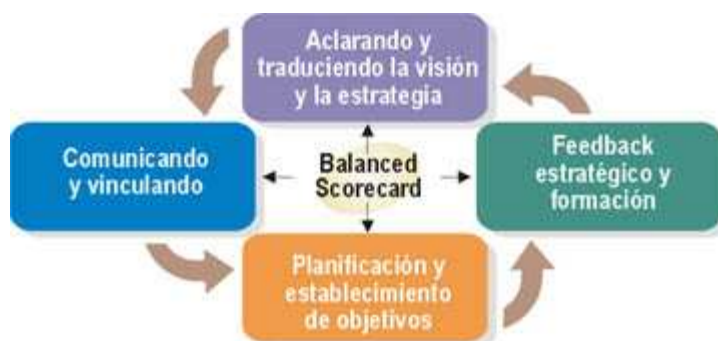 Aclarando y
traduciendo la visión
y la estrategia
Comunicando
y vinculando
Balanced
Scorecard
Feedback
estratégico y
formación
Planificación y
establecimiento
de objetivos